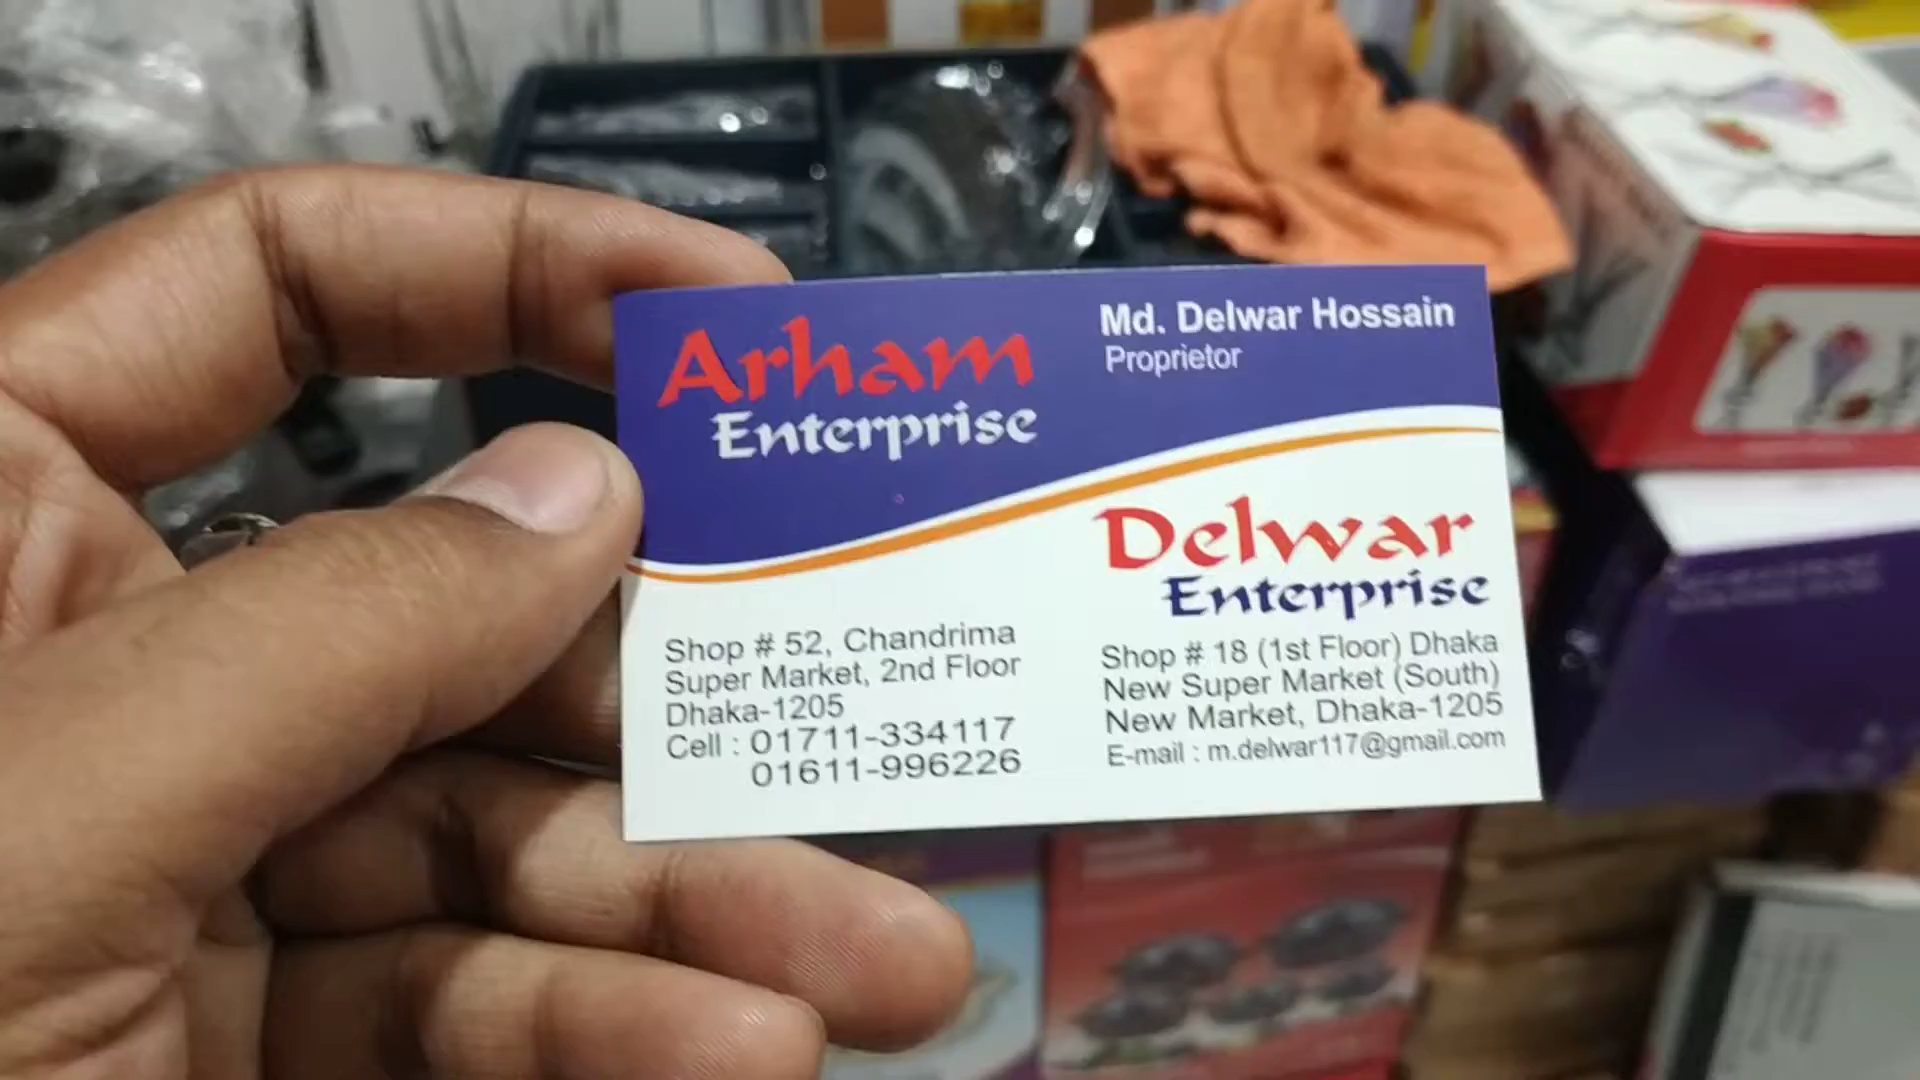 Arham
Enterprise
Md. Delwar Hossain
Proprietor
Shop # 52, Chandrima
Super Market, 2nd Floor
Dhaka-1205
Cell : 01711-334117
01611-996226
Delwar
Enterprise
Shop # 18 (1st Floor) Dhaka
New Super Market (South)
New Market, Dhaka-1205
E-mail : m.delwar117@gmail.com